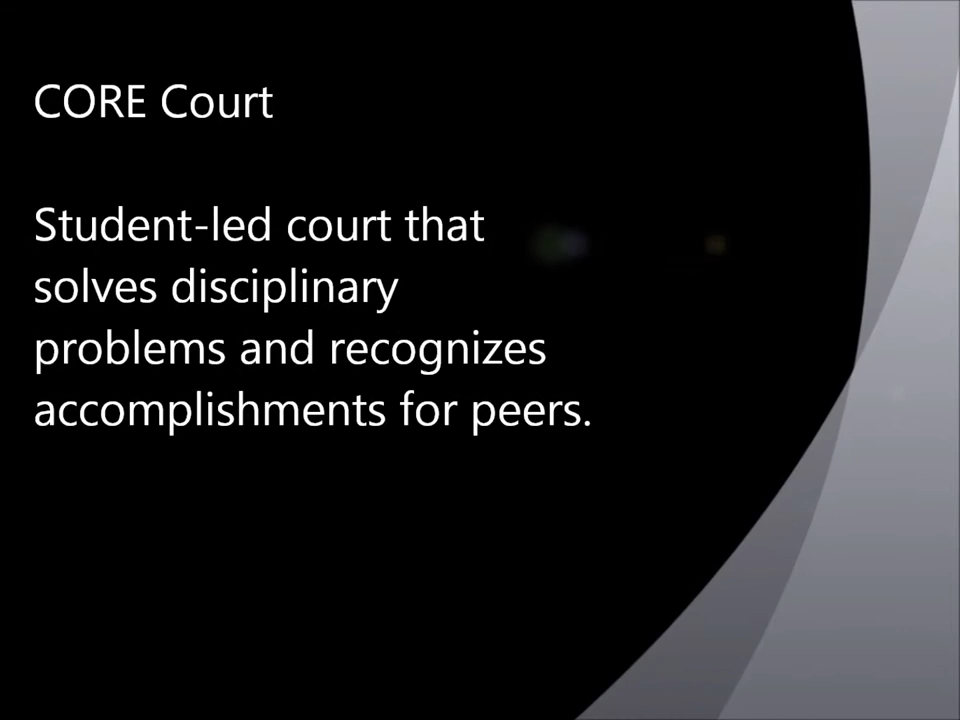 CORE Court
Student-led court that
solves disciplinary
problems and recognizes
accomplishments for peers.